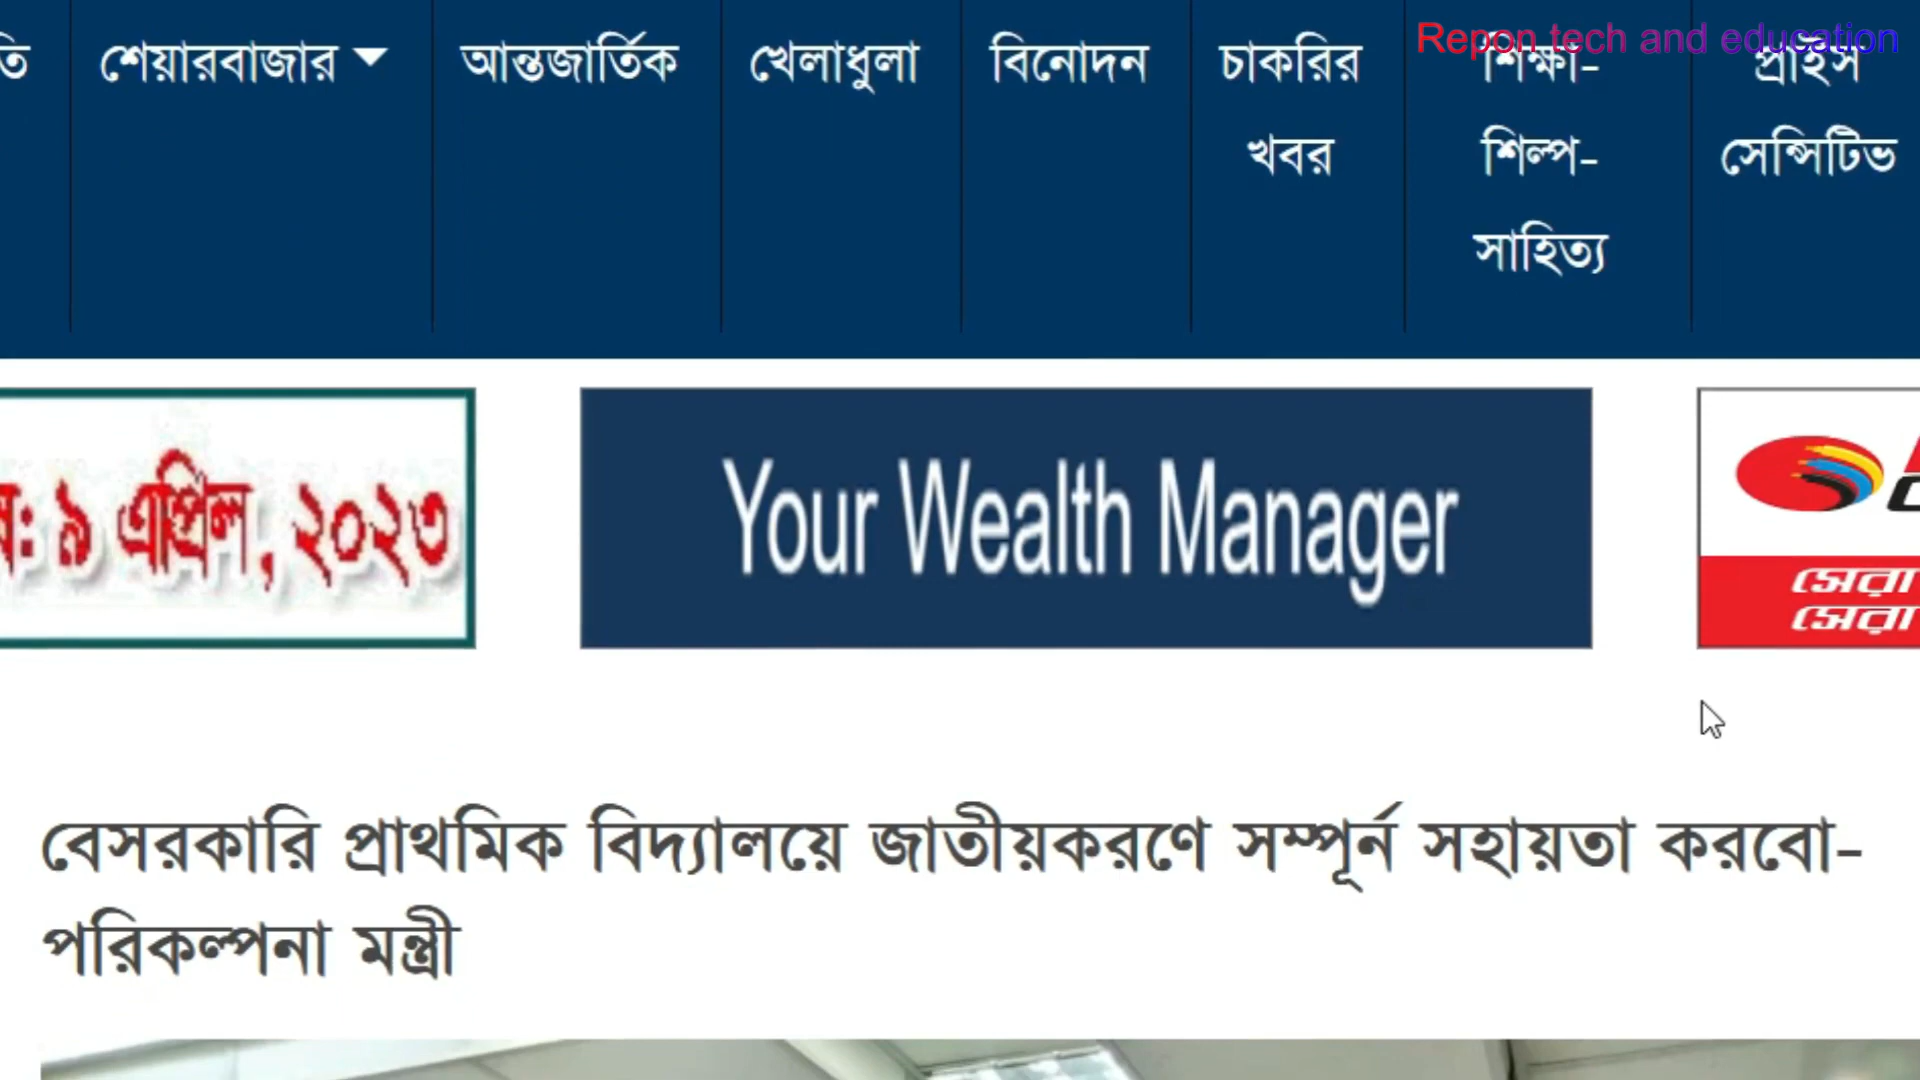 Repon tech and education
শেয়ারবাজার
আন্তজার্তিক
খেলাধুলা
বিনোদন
চাকরির
খবর
শিক্ষা-
শিল্প-
সাহিত্য
প্রাইস
সেন্সিটিভ
৯ এপ্রিল, ২০২৩
Your Wealth Manager
সেরা
সেরা
বেসরকারি প্রাথমিক বিদ্যালয়ে জাতীয়করণে সম্পূর্ন সহায়তা করবো-
পরিকল্পনা মন্ত্রী